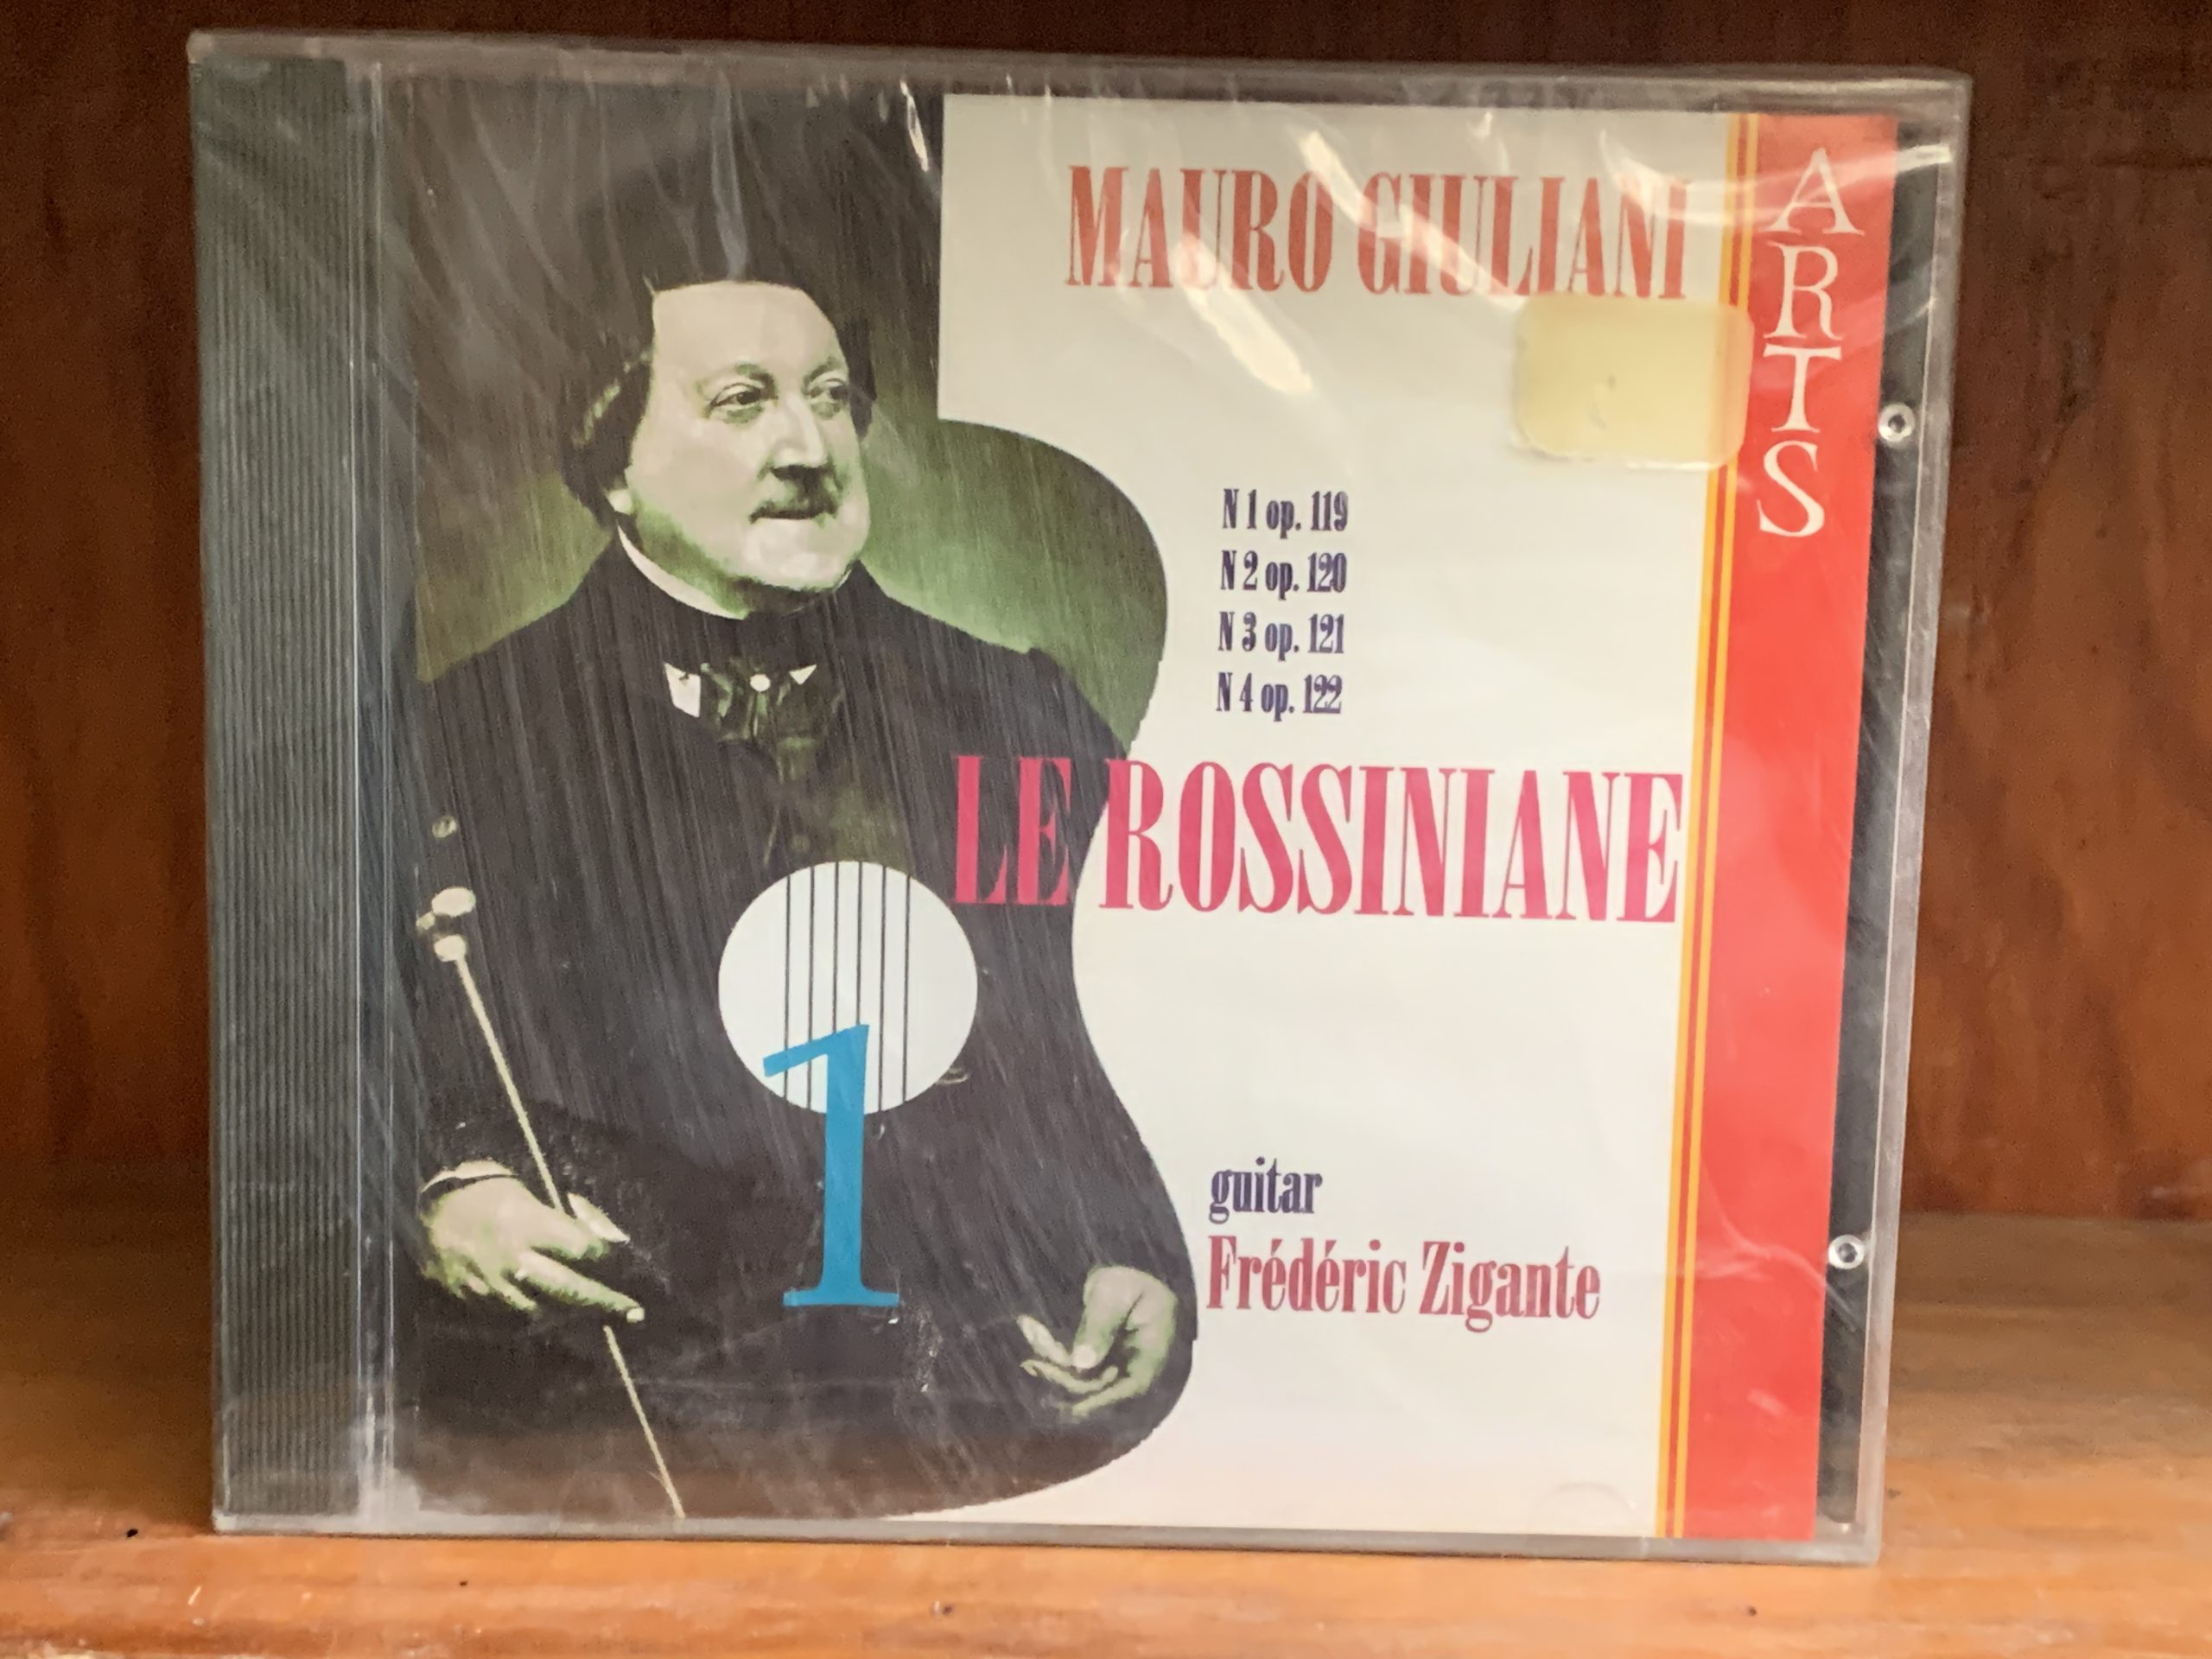 MAURO GIULIANI
ARTS
N 1 op. 119
N 2 op. 120
N 3 op. 121
N 4 op. 122
LE ROSSINIANE
1
guitar
Frédéric Zigante